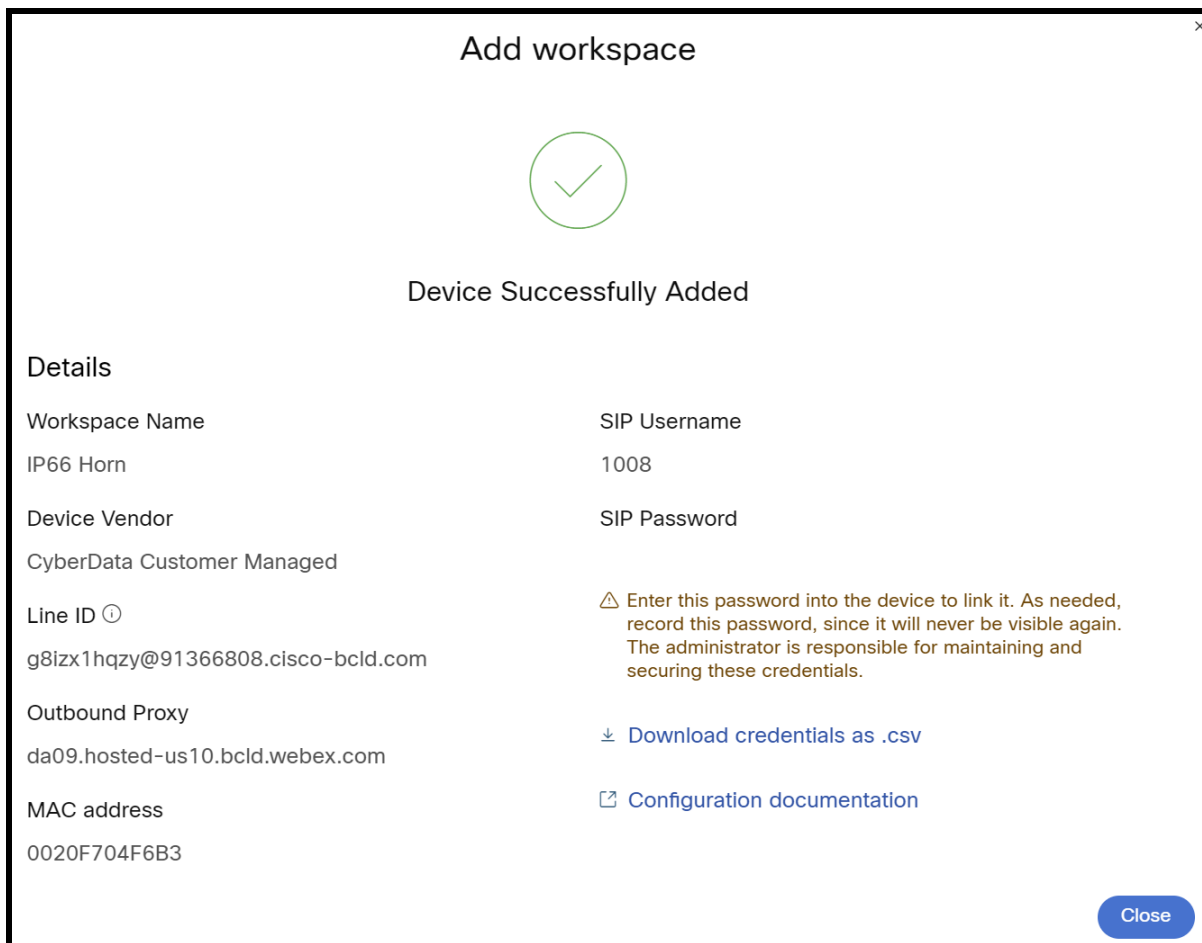 Add workspace
Device Successfully Added
Details
Workspace Name
IP66 Horn
Device Vendor
CyberData Customer Managed
Line ID
g8izx1hqzy@91366808.cisco-bcld.com
Outbound Proxy
da09.hosted-us10.bcld.webex.com
MAC address
0020F704F6B3
SIP Username
1008
SIP Password
Enter this password into the device to link it. As needed,
record this password, since it will never be visible again.
The administrator is responsible for maintaining and
securing these credentials.
Download credentials as .csv
Configuration documentation
Close